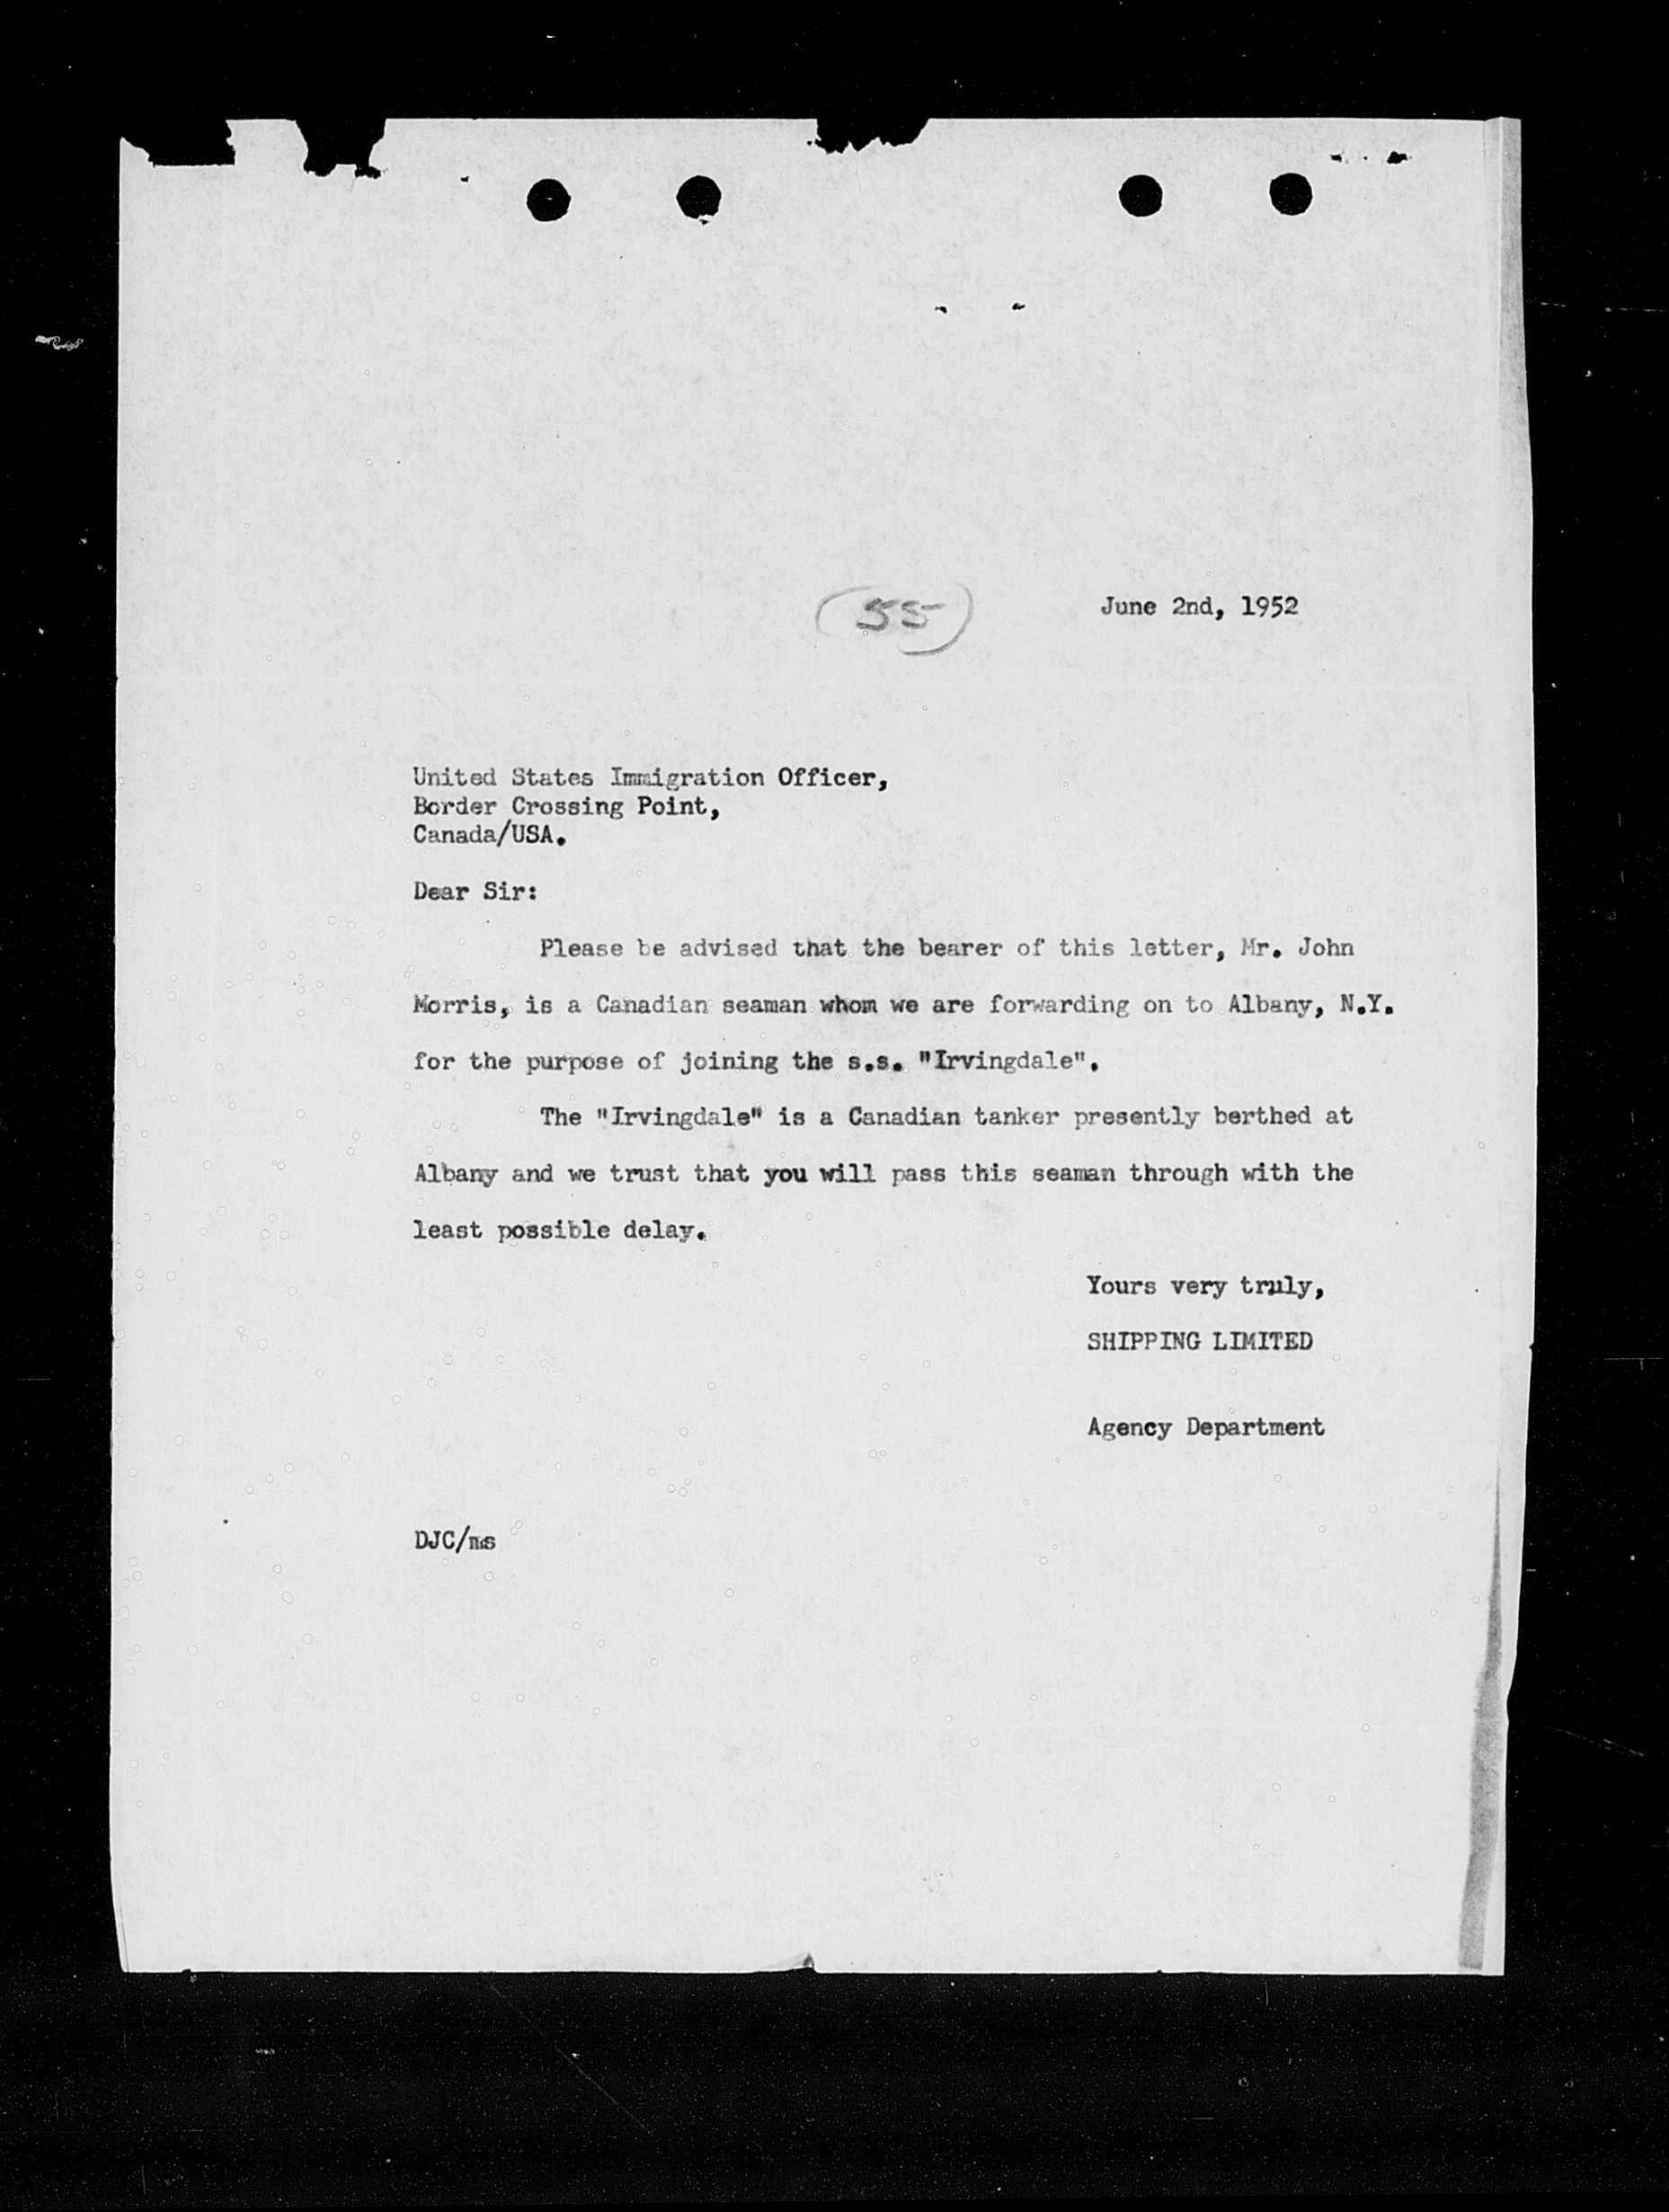 (55)
June 2nd, 1952
United States Immigration Officer,
Border Crossing Point,
Canada/USA.
Dear Sir:
Please be advised that the bearer of this letter, Mr. John
Morris, is a Canadian seaman whom we are forwarding on to Albany, N.Y.
for the purpose of joining the s.s. "Irvingdale".
The "Irvingdale" is a Canadian tanker presently berthed at
Albany and we trust that you will pass this seaman through with the
least possible delay.
Yours very truly,
SHIPPING LIMITED
Agency Department
DJC/ms